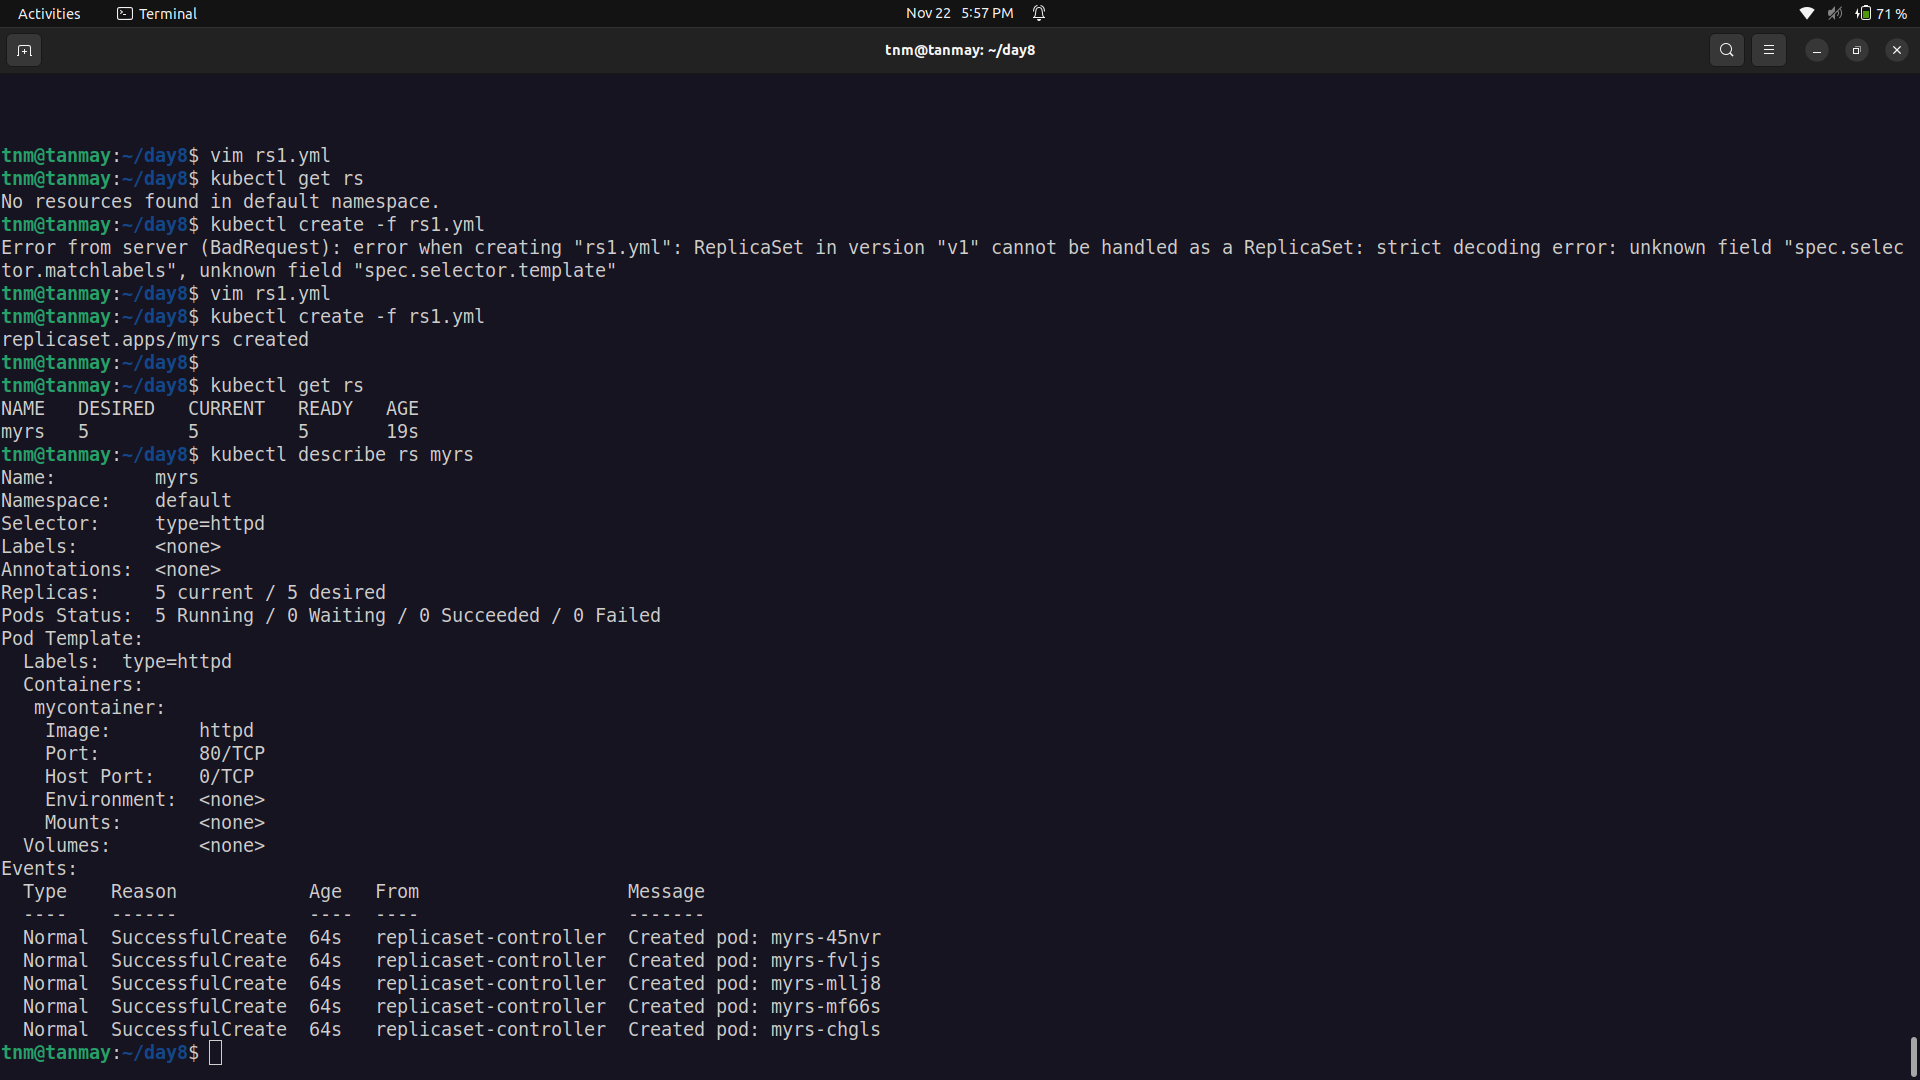 Activities Terminal Nov 22 5:57 PM 71 %
tnm@tanmay: ~/day8
tnm@tanmay:~/day8$ vim rs1.yml
tnm@tanmay:~/day8$ kubectl get rs
No resources found in default namespace.
tnm@tanmay:~/day8$ kubectl create -f rs1.yml
Error from server (BadRequest): error when creating "rs1.yml": ReplicaSet in version "v1" cannot be handled as a ReplicaSet: strict decoding error: unknown field "spec.selec
tor.matchlabels", unknown field "spec.selector.template"
tnm@tanmay:~/day8$ vim rs1.yml
tnm@tanmay:~/day8$ kubectl create -f rs1.yml
replicaset.apps/myrs created
tnm@tanmay:~/day8$
tnm@tanmay:~/day8$ kubectl get rs
NAME   DESIRED   CURRENT   READY   AGE
myrs   5         5         5       19s
tnm@tanmay:~/day8$ kubectl describe rs myrs
Name:         myrs
Namespace:    default
Selector:     type=httpd
Labels:       <none>
Annotations:  <none>
Replicas:     5 current / 5 desired
Pods Status:  5 Running / 0 Waiting / 0 Succeeded / 0 Failed
Pod Template:
  Labels:  type=httpd
  Containers:
   mycontainer:
    Image:        httpd
    Port:         80/TCP
    Host Port:    0/TCP
    Environment:  <none>
    Mounts:       <none>
  Volumes:        <none>
Events:
  Type    Reason            Age   From                   Message
  ----    ------            ----  ----                   -------
  Normal  SuccessfulCreate  64s   replicaset-controller  Created pod: myrs-45nvr
  Normal  SuccessfulCreate  64s   replicaset-controller  Created pod: myrs-fvljs
  Normal  SuccessfulCreate  64s   replicaset-controller  Created pod: myrs-mllj8
  Normal  SuccessfulCreate  64s   replicaset-controller  Created pod: myrs-mf66s
  Normal  SuccessfulCreate  64s   replicaset-controller  Created pod: myrs-chgls
tnm@tanmay:~/day8$